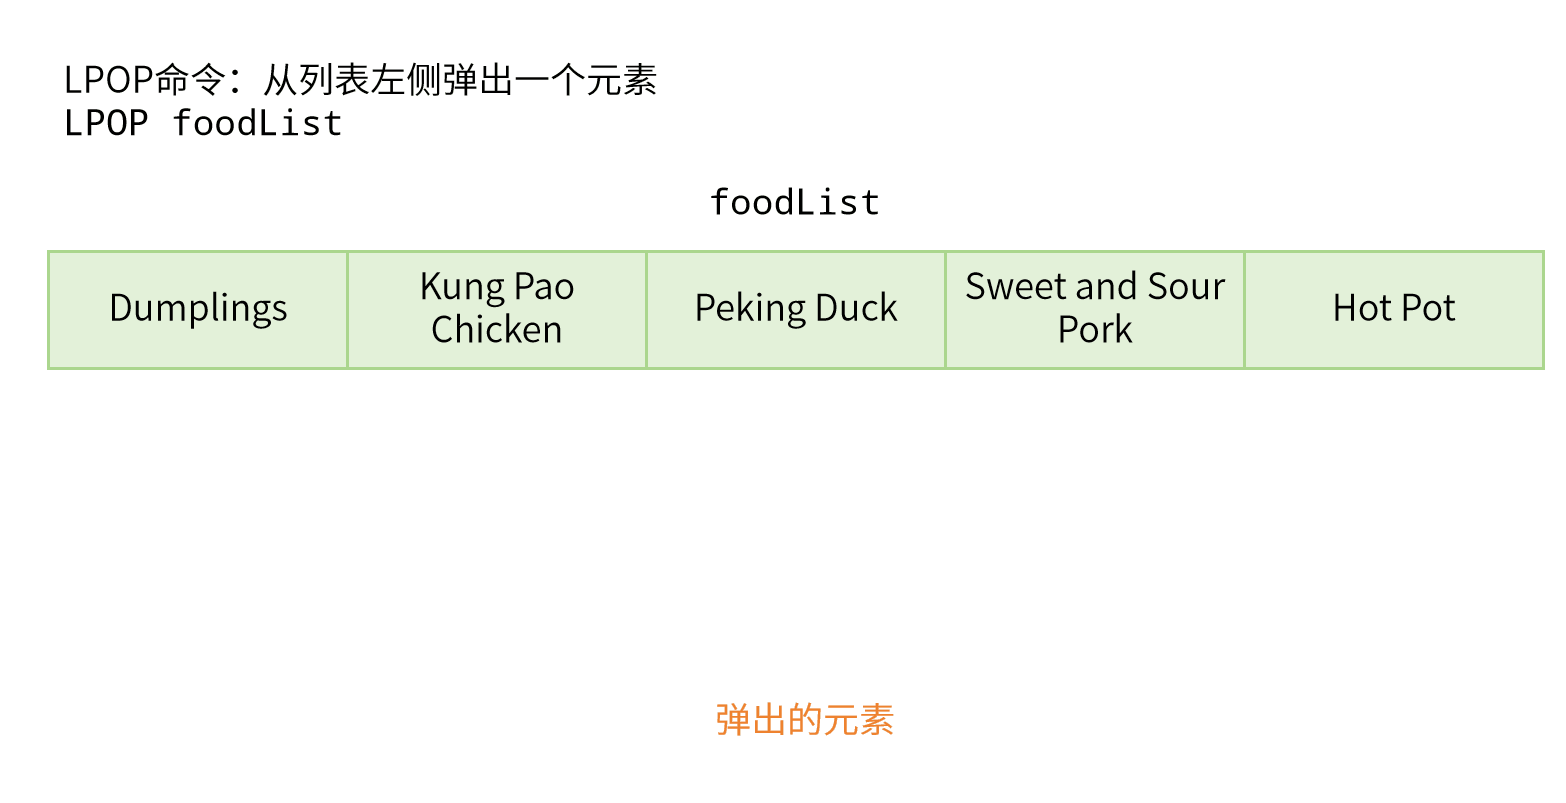 LPOP命令：从列表左侧弹出一个元素
LPOP foodList
foodList
Dumplings
Kung Pao
Chicken
Peking Duck
Sweet and Sour
Pork
Hot Pot
弹出的元素